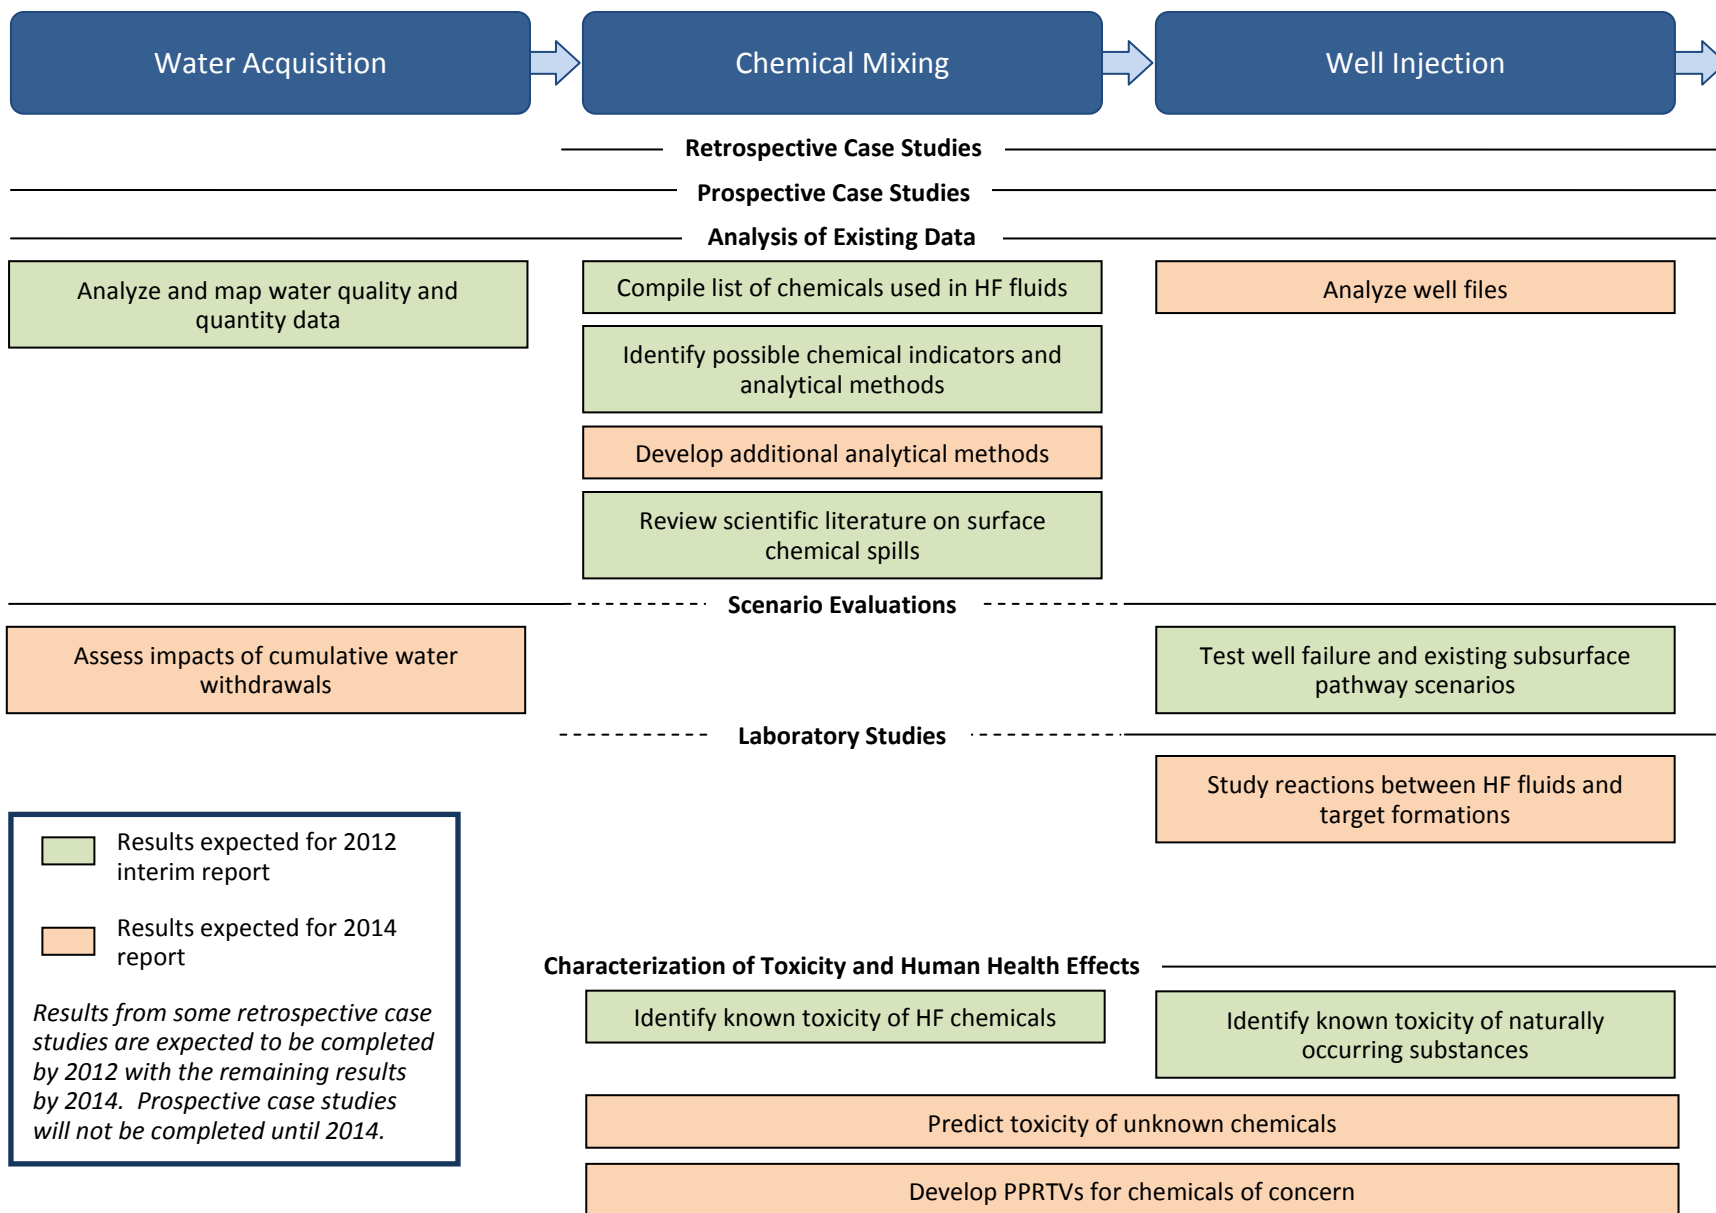 Water Acquisition
Chemical Mixing
Well Injection
Retrospective Case Studies
Prospective Case Studies
Analysis of Existing Data
Analyze and map water quality and
quantity data
Compile list of chemicals used in HF fluids
Analyze well files
Identify possible chemical indicators and
analytical methods
Develop additional analytical methods
Review scientific literature on surface
chemical spills
Scenario Evaluations
Assess impacts of cumulative water
withdrawals
Test well failure and existing subsurface
pathway scenarios
Laboratory Studies
Study reactions between HF fluids and
target formations
Results expected for 2012
interim report
Results expected for 2014
report
Results from some retrospective case
studies are expected to be completed
by 2012 with the remaining results
by 2014.  Prospective case studies
will not be completed until 2014.
Characterization of Toxicity and Human Health Effects
Identify known toxicity of HF chemicals
Identify known toxicity of naturally
occurring substances
Predict toxicity of unknown chemicals
Develop PPRTVs for chemicals of concern